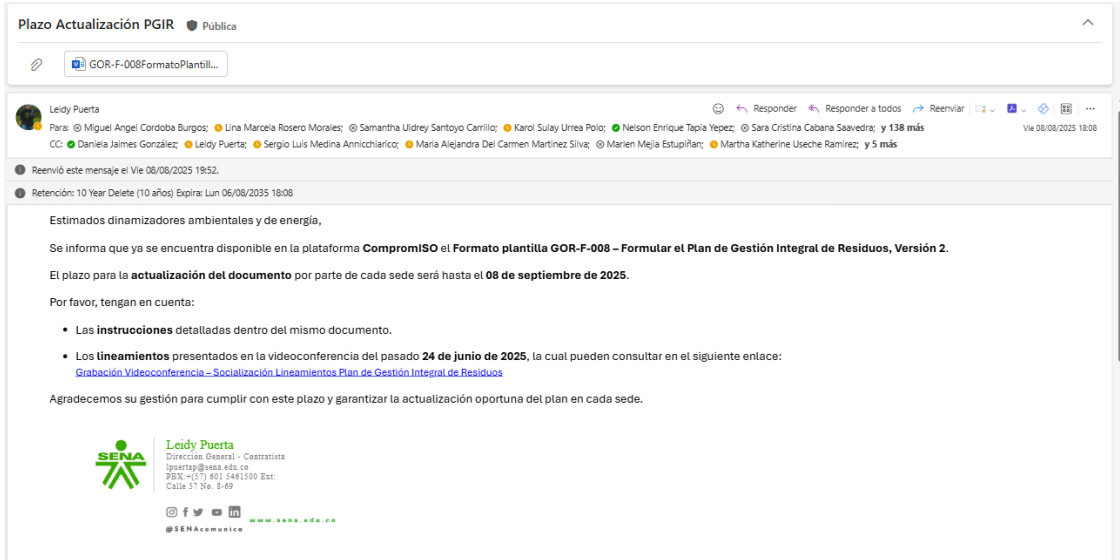 Plazo Actualización PGIR Pública
GOR-F-008FormatoPlantill...
Leidy Puerta
Responder Responder a todos Reenviar
Para: Miguel Angel Cordoba Burgos; Lina Marcela Rosero Morales; Samantha Uldrey Santoyo Carrillo; Karol Sulay Urrea Polo; Nelson Enrique Tapia Yepez; Sara Cristina Cabana Saavedra; y 138 más
Vie 08/08/2025 18:08
CC: Daniela Jaimes González; Leidy Puerta; Sergio Luis Medina Annicchiarico; Maria Alejandra Del Carmen Martinez Silva; Marlen Mejia Estupiñan; Martha Katherine Useche Ramirez; y 5 más
Reenvió este mensaje el Vie 08/08/2025 19:52.
Retención: 10 Year Delete (10 años) Expira: Lun 06/08/2035 18:08
Estimados dinamizadores ambientales y de energía,
Se informa que ya se encuentra disponible en la plataforma CompromISO el Formato plantilla GOR-F-008 – Formular el Plan de Gestión Integral de Residuos, Versión 2.
El plazo para la actualización del documento por parte de cada sede será hasta el 08 de septiembre de 2025.
Por favor, tengan en cuenta:
• Las instrucciones detalladas dentro del mismo documento.
• Los lineamientos presentados en la videoconferencia del pasado 24 de junio de 2025, la cual pueden consultar en el siguiente enlace:
Grabación Videoconferencia – Socialización Lineamientos Plan de Gestión Integral de Residuos
Agradecemos su gestión para cumplir con este plazo y garantizar la actualización oportuna del plan en cada sede.
SENA
Leidy Puerta
Dirección General - Contratista
lpuertap@sena.edu.co
PBX:+(57) 601 5461500 Ext:
Calle 57 No. 8-69
www.sena.edu.co
@SENAcomunica